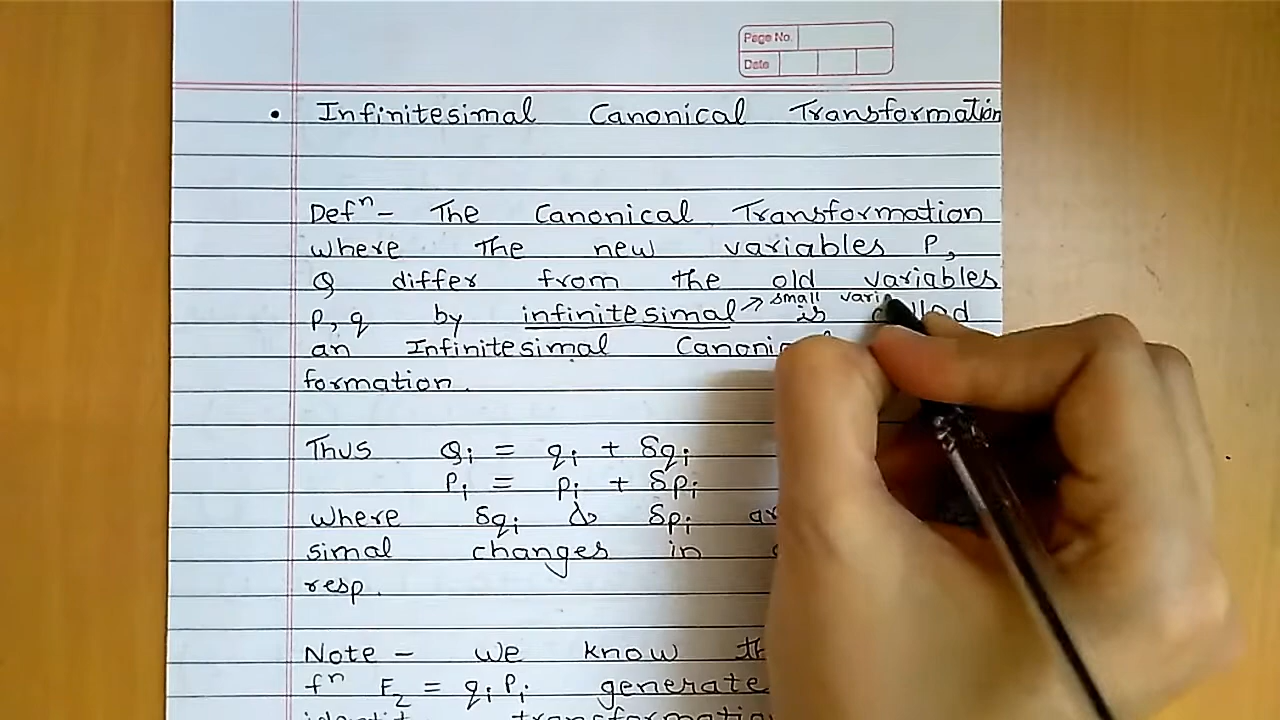 Page No.
Date
• Infinitesimal Canonical Transformation
Defⁿ- The Canonical Transformation
where the new variables P,
Q differ from the old variables
small
p, q by infinitesimal → is called
an Infinitesimal
formation.
Thus Qi = qi + δqi
Pi = pi + δpi
where δqi & δpi
simal changes in
resp.
Note - we know
fⁿ F₂ = qi Pi generate